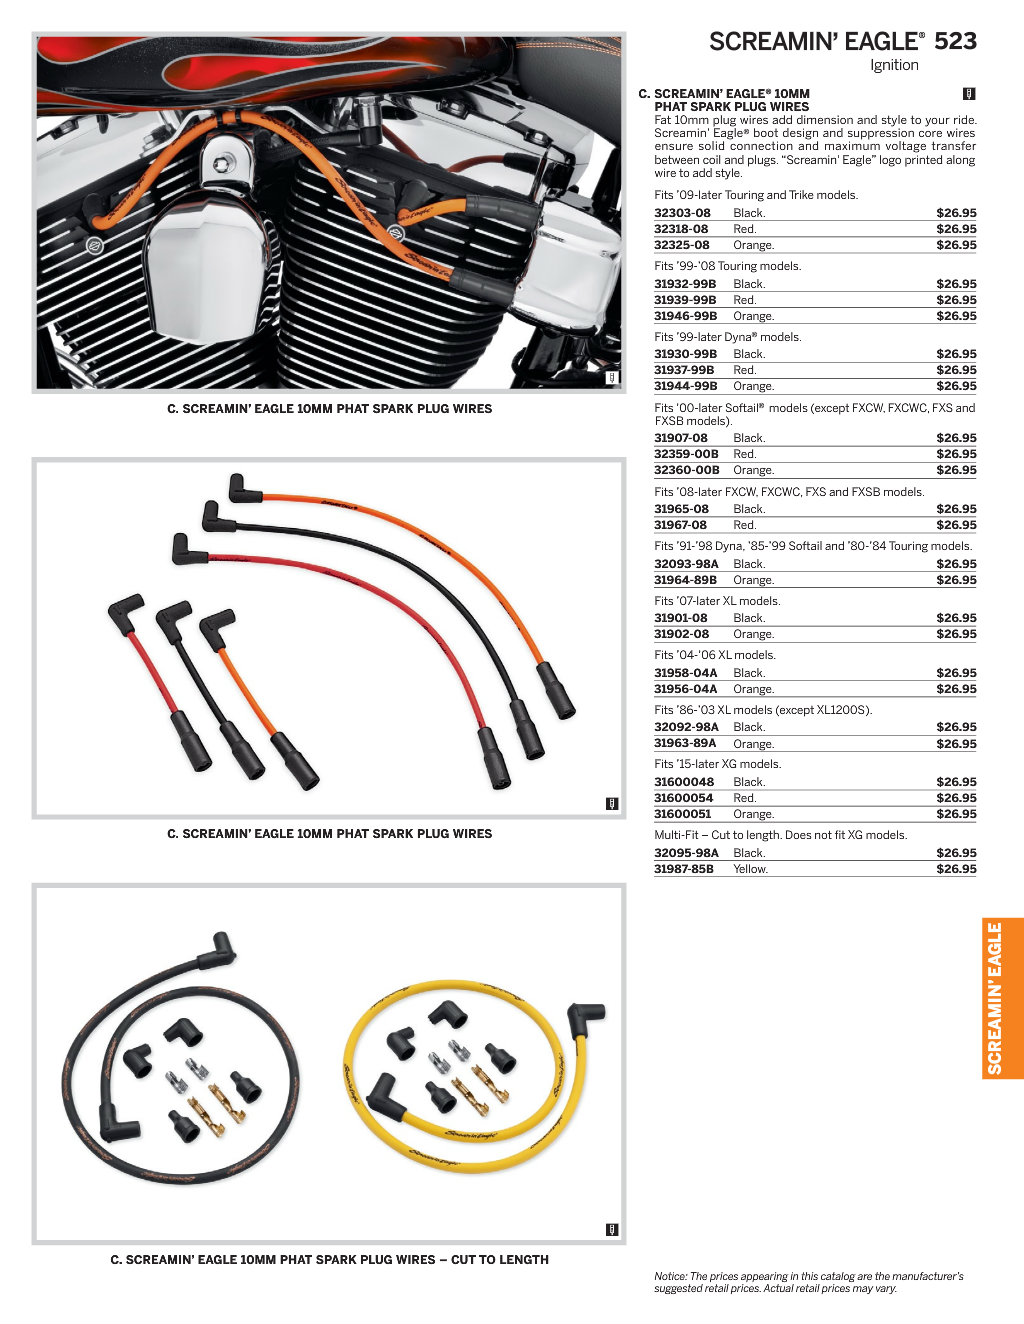 SCREAMIN’ EAGLE® 523
Ignition
C. SCREAMIN’ EAGLE® 10MM
PHAT SPARK PLUG WIRES
Fat 10mm plug wires add dimension and style to your ride.
Screamin’ Eagle® boot design and suppression core wires
ensure solid connection and maximum voltage transfer
between coil and plugs. “Screamin’ Eagle” logo printed along
wire to add style.
Fits ’09-later Touring and Trike models.
32303-08 Black. $26.95
32318-08 Red. $26.95
32325-08 Orange. $26.95
Fits ’99-’08 Touring models.
31932-99B Black. $26.95
31939-99B Red. $26.95
31946-99B Orange. $26.95
Fits ’99-later Dyna® models.
31930-99B Black. $26.95
31937-99B Red. $26.95
31944-99B Orange. $26.95
Fits ’00-later Softail® models (except FXCW, FXCWC, FXS and
FXSB models).
31907-08 Black. $26.95
32359-00B Red. $26.95
32360-00B Orange. $26.95
Fits ’08-later FXCW, FXCWC, FXS and FXSB models.
31965-08 Black. $26.95
31967-08 Red. $26.95
Fits ’91-’98 Dyna, ’85-’99 Softail and ’80-’84 Touring models.
32093-98A Black. $26.95
31964-89B Orange. $26.95
Fits ’07-later XL models.
31901-08 Black. $26.95
31902-08 Orange. $26.95
Fits ’04-’06 XL models.
31958-04A Black. $26.95
31956-04A Orange. $26.95
Fits ’86-’03 XL models (except XL1200S).
32092-98A Black. $26.95
31963-89A Orange. $26.95
Fits ’15-later XG models.
31600048 Black. $26.95
31600054 Red. $26.95
31600051 Orange. $26.95
Multi-Fit – Cut to length. Does not fit XG models.
32095-98A Black. $26.95
31987-85B Yellow. $26.95
C. SCREAMIN’ EAGLE 10MM PHAT SPARK PLUG WIRES
C. SCREAMIN’ EAGLE 10MM PHAT SPARK PLUG WIRES
C. SCREAMIN’ EAGLE 10MM PHAT SPARK PLUG WIRES – CUT TO LENGTH
SCREAMIN’ EAGLE
Notice: The prices appearing in this catalog are the manufacturer’s
suggested retail prices. Actual retail prices may vary.